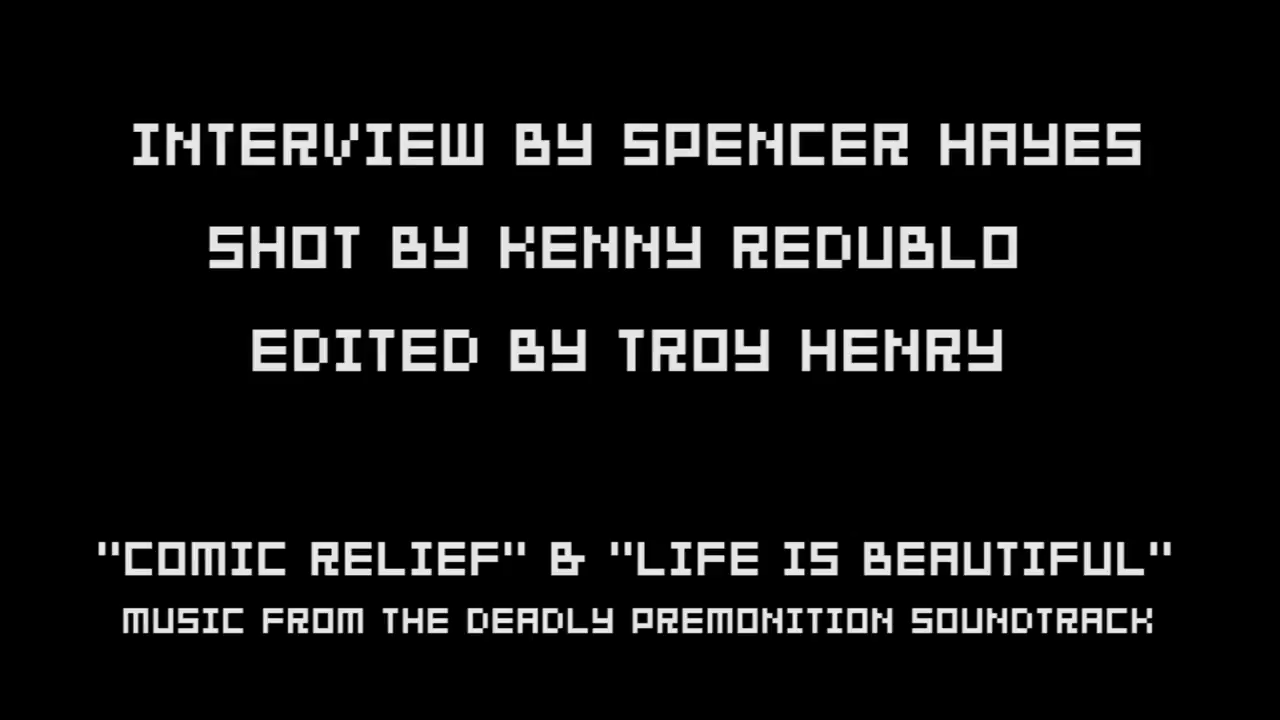 INTERVIEW BY SPENCER HAYES
SHOT BY KENNY REDUBLO
EDITED BY TROY HENRY
"COMIC RELIEF" & "LIFE IS BEAUTIFUL"
MUSIC FROM THE DEADLY PREMONITION SOUNDTRACK